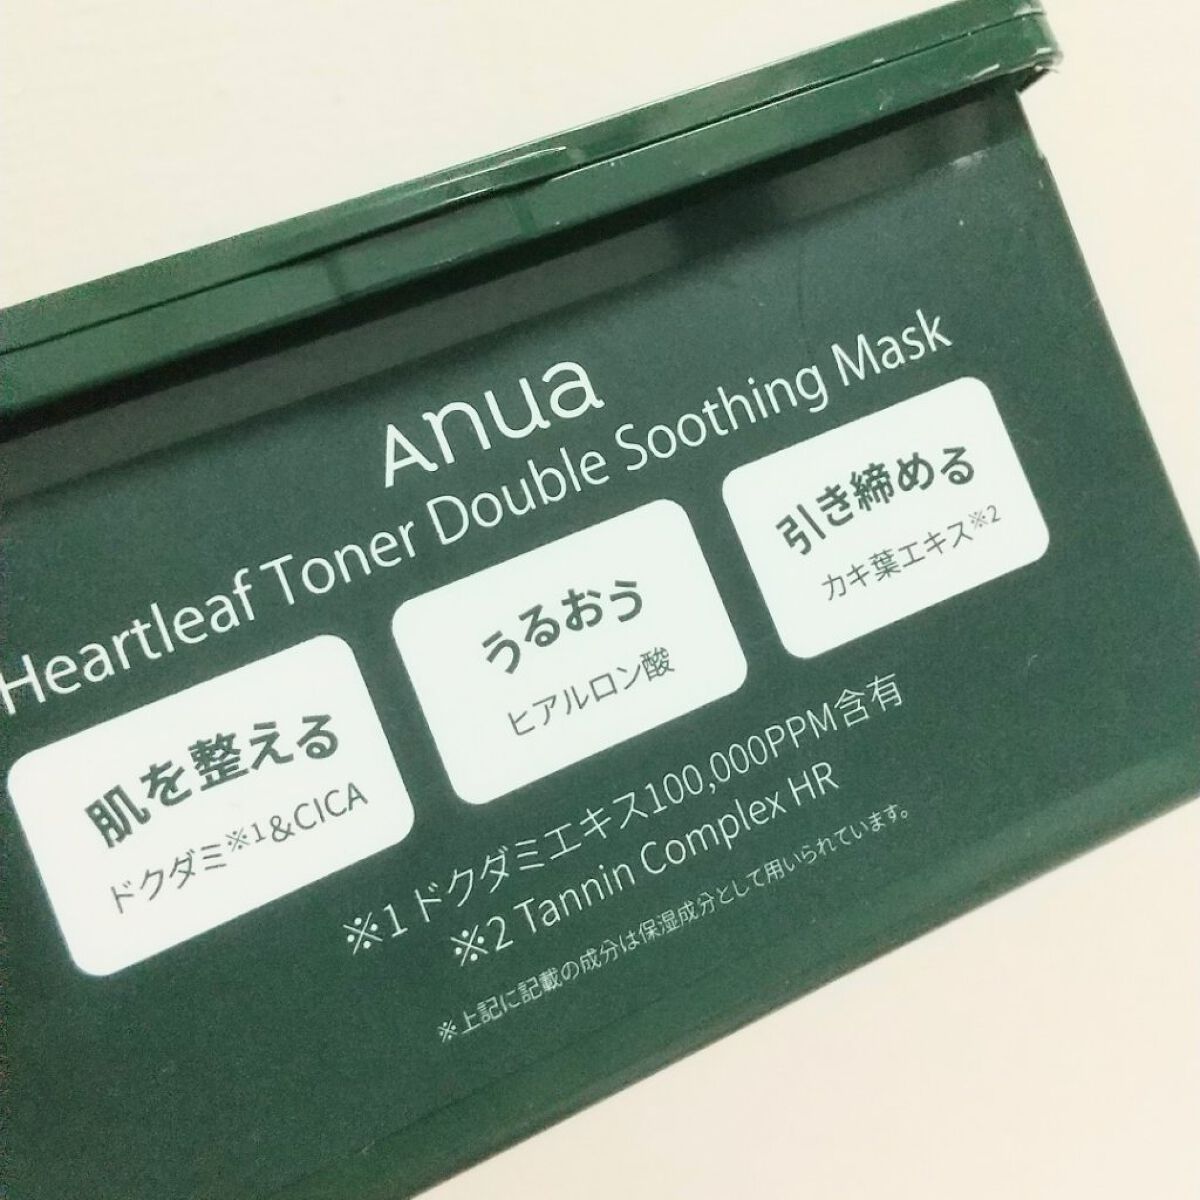 Anua
Heartleaf Toner Double Soothing Mask
肌を整える
ドクダミ※1&CICA
うるおう
ヒアルロン酸
引き締める
カキ葉エキス※2
※1 ドクダミエキス100,000PPM含有
※2 Tannin Complex HR
※上記に記載の成分は保湿成分として用いられています。